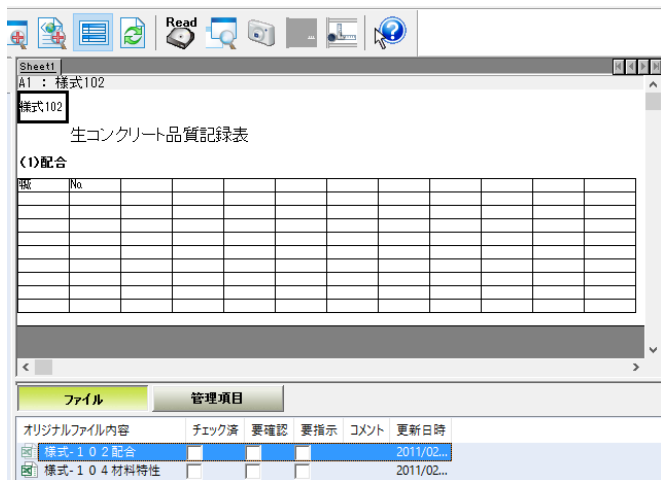 Read
Sheet1
A1 : 様式102
様式102
生コンクリート品質記録表
(1)配合
No.
ファイル 管理項目
オリジナルファイル内容 チェック済 要確認 要指示 コメント 更新日時
様式-102配合 2011/02...
様式-104材料特性 2011/02...